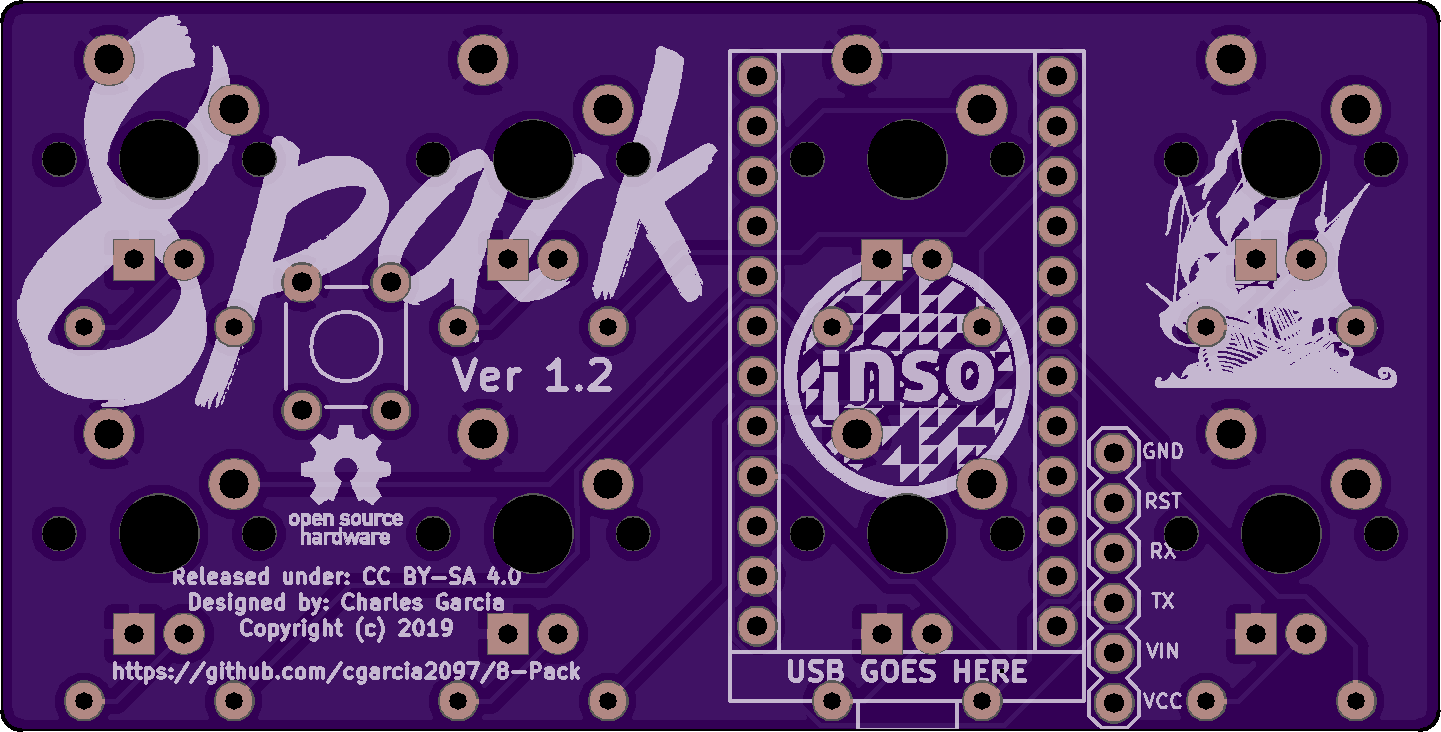 8pack
Ver 1.2
inso
open source
hardware
Released under: CC BY-SA 4.0
Designed by: Charles Garcia
Copyright (c) 2019
https://github.com/cgarcia2097/8-Pack
USB GOES HERE
GND
RST
RX
TX
VIN
VCC